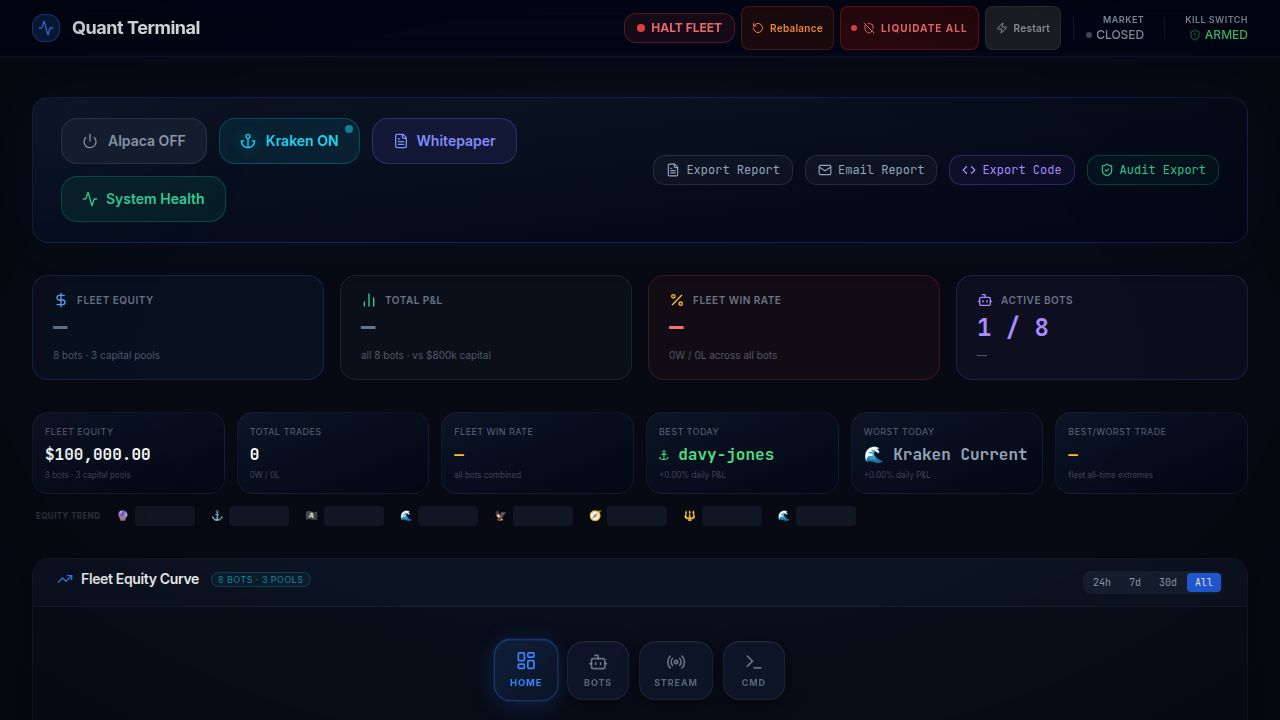 Quant Terminal
HALT FLEET
Rebalance
LIQUIDATE ALL
Restart
MARKET
CLOSED
KILL SWITCH
ARMED
Alpaca OFF
Kraken ON
Whitepaper
System Health
Export Report
Email Report
Export Code
Audit Export
FLEET EQUITY
—
8 bots · 3 capital pools
TOTAL P&L
—
all 8 bots · vs $800k capital
FLEET WIN RATE
—
0W / 0L across all bots
ACTIVE BOTS
1 / 8
—
FLEET EQUITY
$100,000.00
8 bots · 3 capital pools
TOTAL TRADES
0
0W / 0L
FLEET WIN RATE
—
all bots combined
BEST TODAY
⚓ davy-jones
+0.00% daily P&L
WORST TODAY
🌊 Kraken Current
+0.00% daily P&L
BEST/WORST TRADE
—
fleet all-time extremes
EQUITY TREND
Fleet Equity Curve
8 BOTS · 3 POOLS
24h 7d 30d All
HOME
BOTS
STREAM
CMD